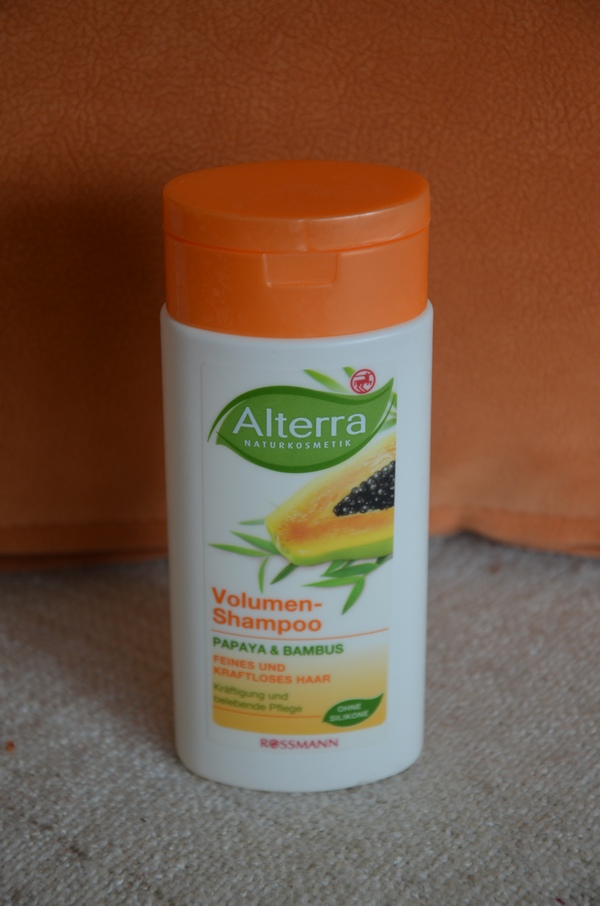 Alterra
NATURKOSMETIK
Volumen-
Shampoo
PAPAYA & BAMBUS
FEINES UND
KRAFTLOSES HAAR
Kräftigung und
belebende Pflege
OHNE
SILIKONE
ROSSMANN